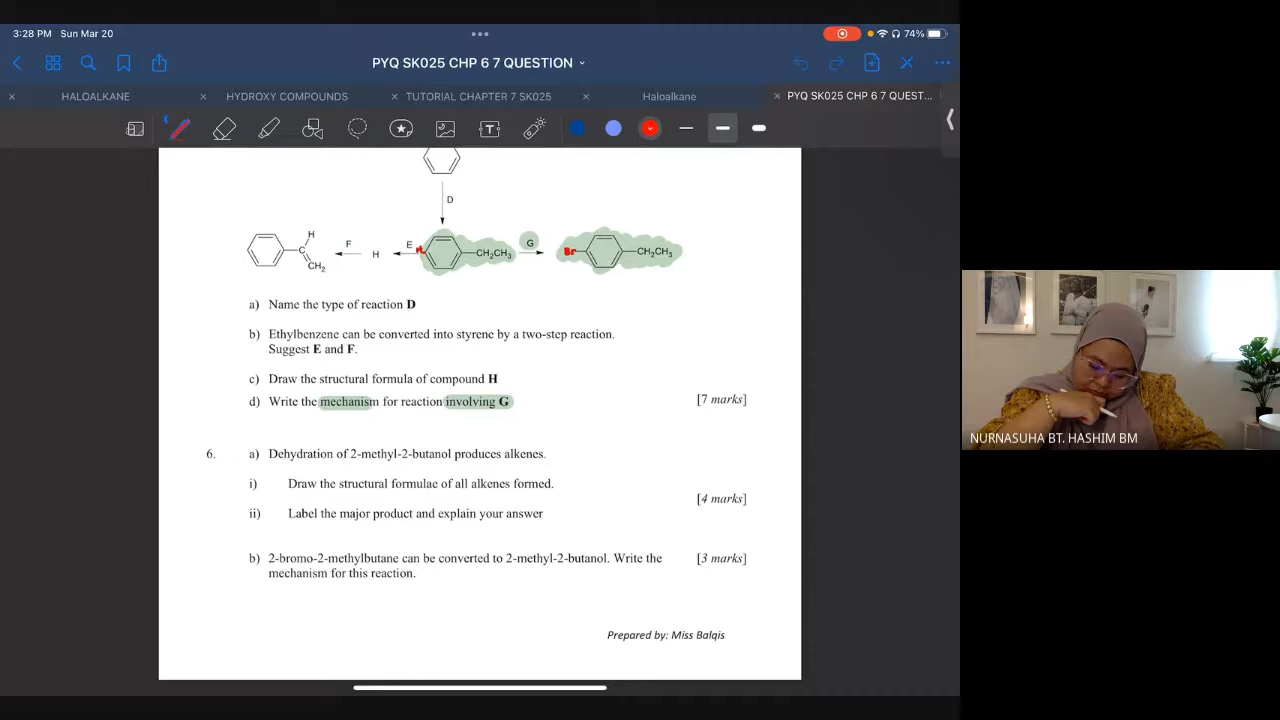 3:28 PM Sun Mar 20
74%
PYQ SK025 CHP 6 7 QUESTION
HALOALKANE
HYDROXY COMPOUNDS
TUTORIAL CHAPTER 7 SK025
Haloalkane
PYQ SK025 CHP 6 7 QUEST...
D
H
CH2
F
H
E
H
CH2CH3
G
Br
CH2CH3
a) Name the type of reaction D
b) Ethylbenzene can be converted into styrene by a two-step reaction.
Suggest E and F.
c) Draw the structural formula of compound H
d) Write the mechanism for reaction involving G [7 marks]
6. a) Dehydration of 2-methyl-2-butanol produces alkenes.
i) Draw the structural formulae of all alkenes formed.
[4 marks]
ii) Label the major product and explain your answer
b) 2-bromo-2-methylbutane can be converted to 2-methyl-2-butanol. Write the [3 marks]
mechanism for this reaction.
Prepared by: Miss Balqis
NURNASUHA BT. HASHIM BM